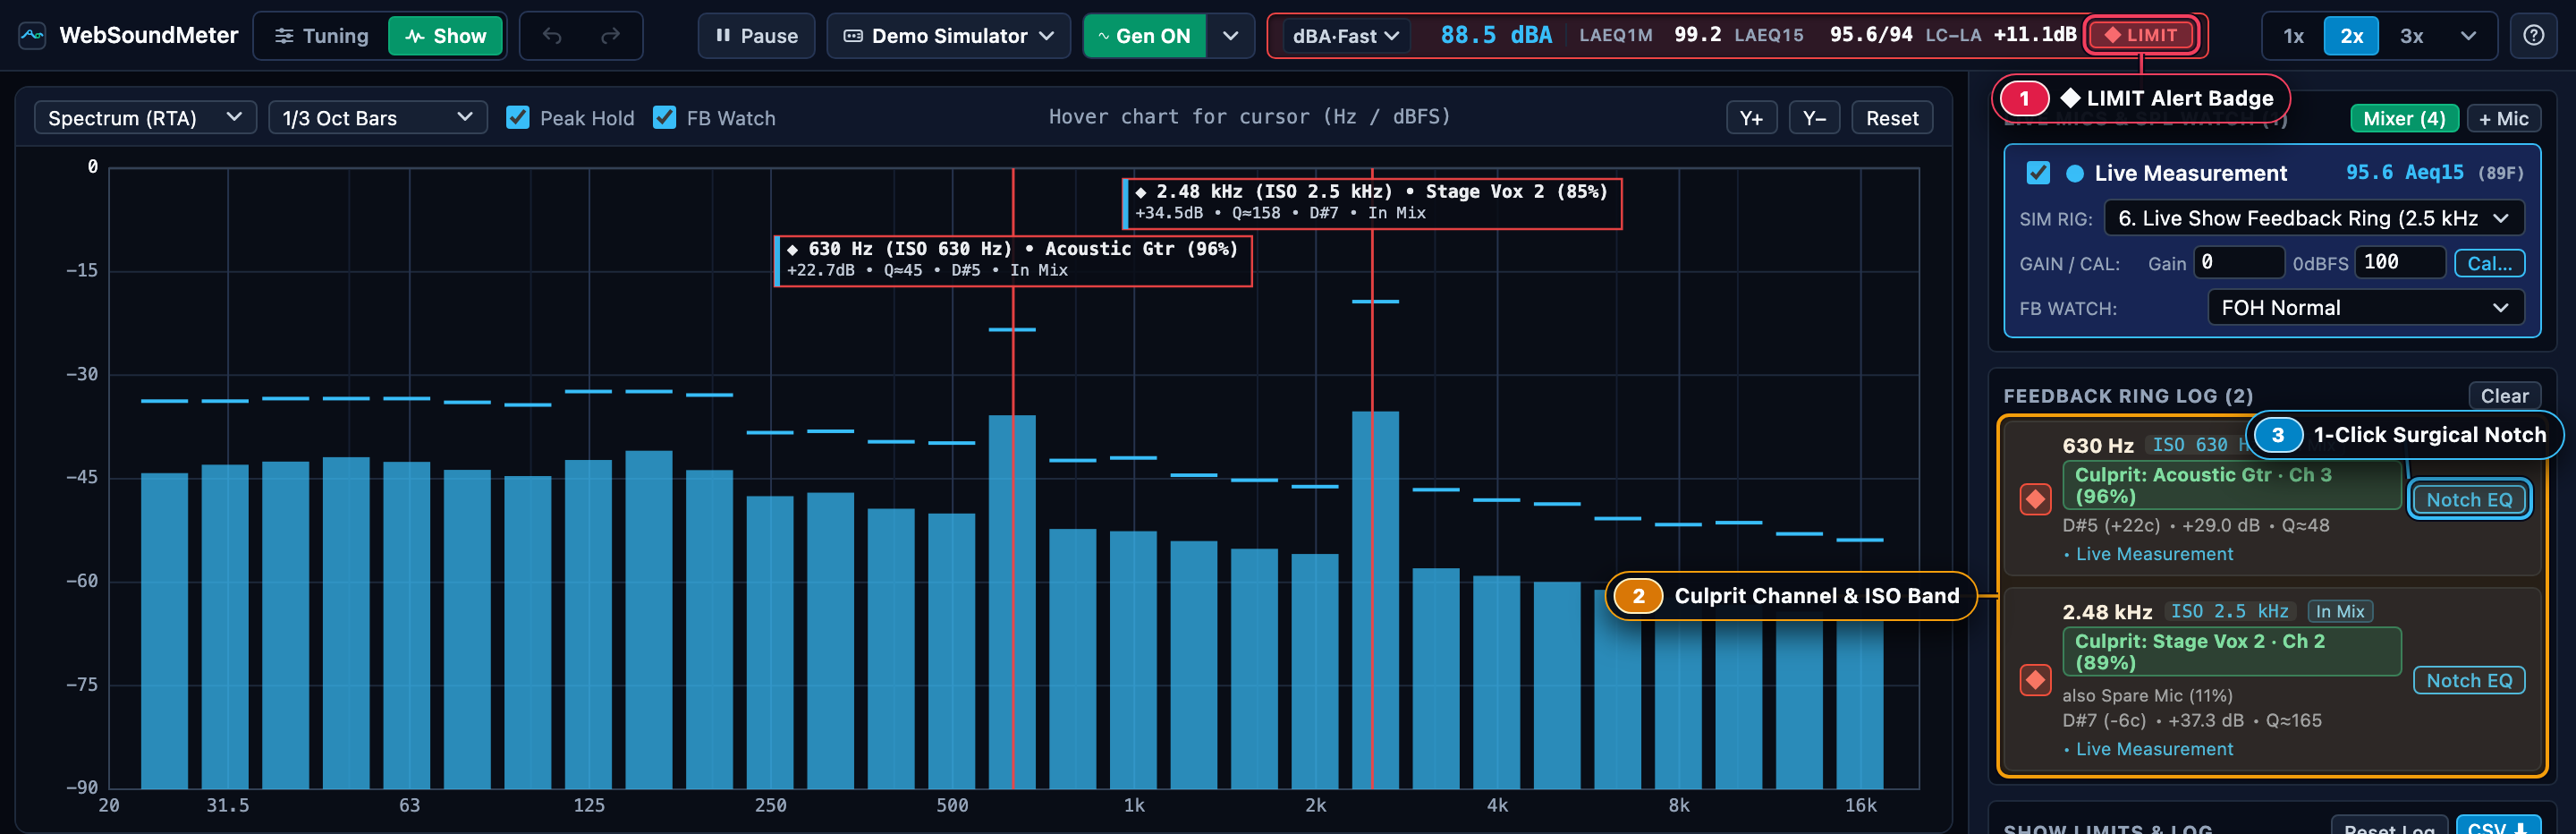 WebSoundMeter
Tuning
Show
Pause
Demo Simulator
Gen ON
dBA·Fast
88.5 dBA
LAEQ1M 99.2
LAEQ15 95.6/94
LC−LA +11.1dB
◆ LIMIT
1x
2x
3x
?
Spectrum (RTA)
1/3 Oct Bars
Peak Hold
FB Watch
Hover chart for cursor (Hz / dBFS)
Y+
Y−
Reset
1 ◆ LIMIT Alert Badge
Mixer (4)
+ Mic
Live Measurement
95.6 Aeq15 (89F)
SIM RIG:
6. Live Show Feedback Ring (2.5 kHz
GAIN / CAL:
Gain 0
0dBFS 100
Cal...
FB WATCH:
FOH Normal
0
−15
−30
−45
−60
−75
−90
20
31.5
63
125
250
500
1k
2k
4k
8k
16k
◆ 2.48 kHz (ISO 2.5 kHz) • Stage Vox 2 (85%)
+34.5dB • Q≈158 • D#7 • In Mix
◆ 630 Hz (ISO 630 Hz) • Acoustic Gtr (96%)
+22.7dB • Q≈45 • D#5 • In Mix
FEEDBACK RING LOG (2)
Clear
3 1-Click Surgical Notch
630 Hz ISO 630 H
Culprit: Acoustic Gtr · Ch 3
(96%)
D#5 (+22c) • +29.0 dB • Q≈48
• Live Measurement
Notch EQ
2 Culprit Channel & ISO Band
2.48 kHz ISO 2.5 kHz In Mix
Culprit: Stage Vox 2 · Ch 2
(89%)
also Spare Mic (11%)
D#7 (-6c) • +37.3 dB • Q≈165
• Live Measurement
Notch EQ
SHOW LIMITS & LOG
Reset Log
CSV